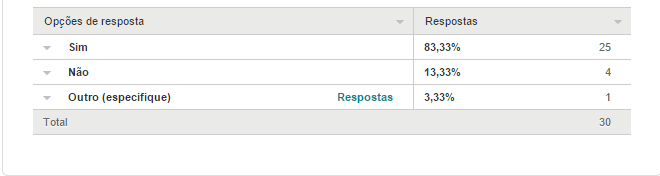 Opções de resposta Respostas
Sim 83,33% 25
Não 13,33% 4
Outro (especifique) Respostas 3,33% 1
Total 30